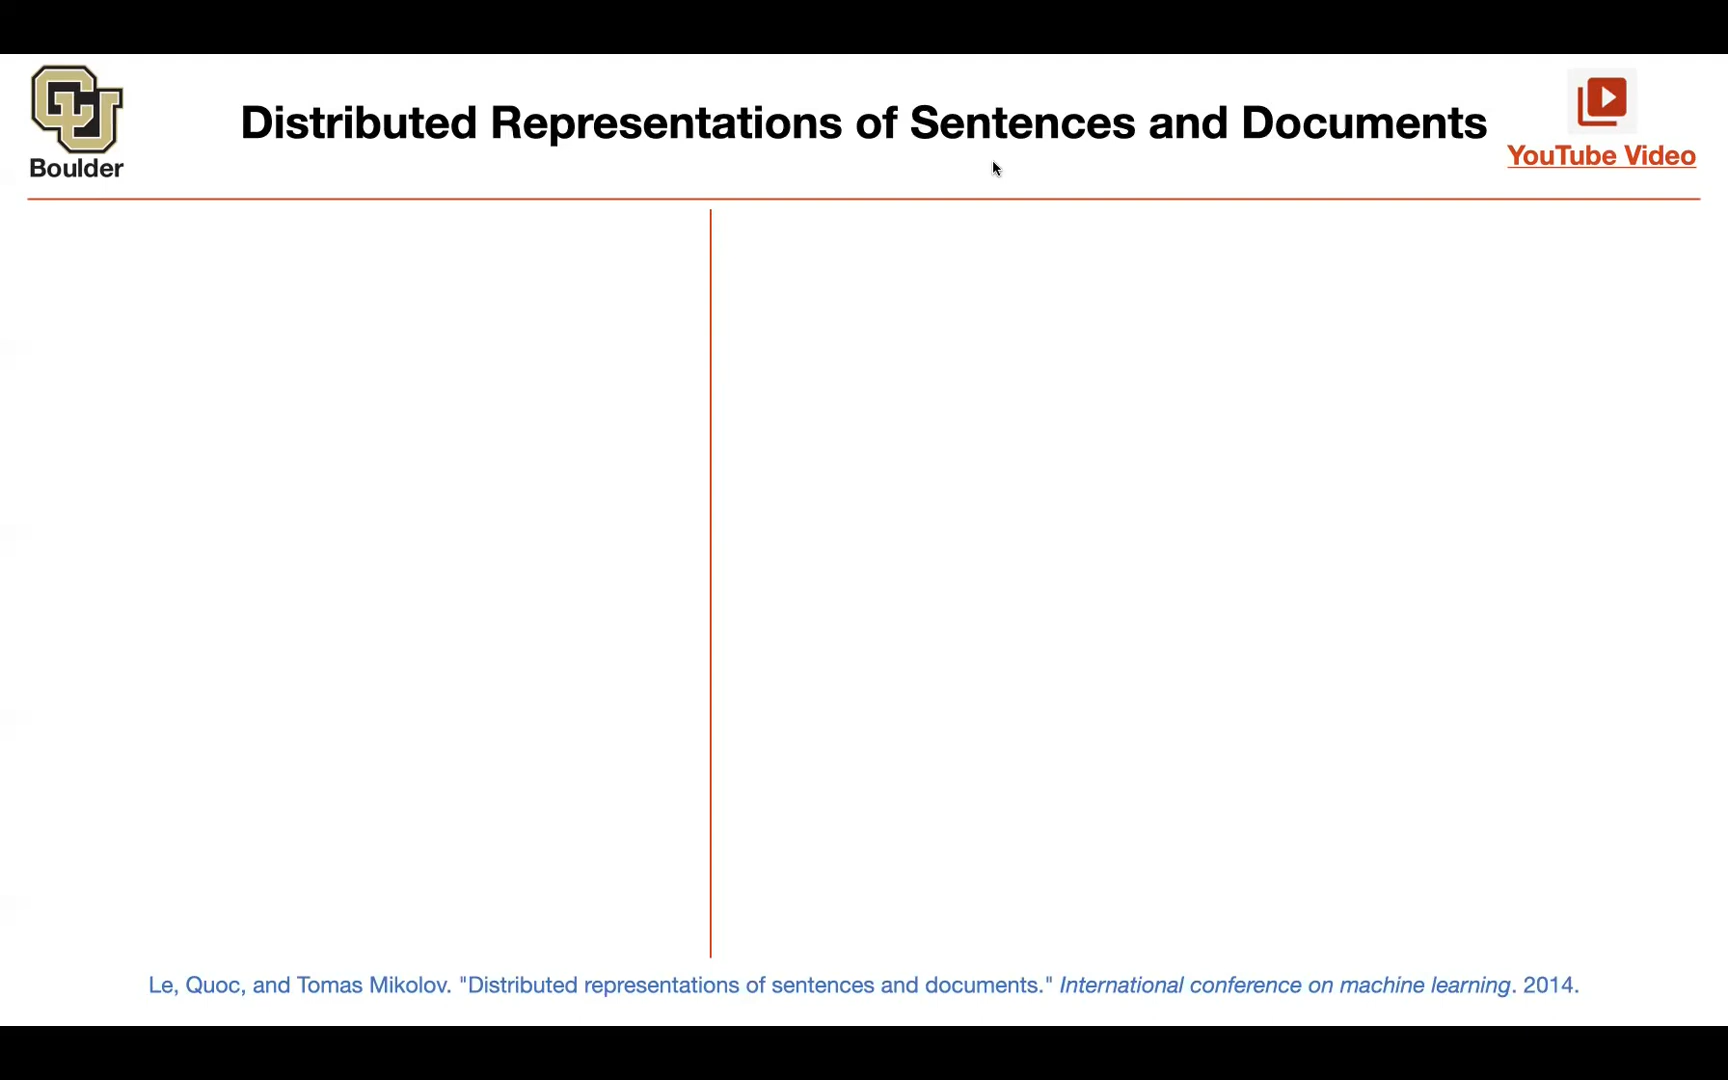 Distributed Representations of Sentences and Documents
Boulder
YouTube Video
Le, Quoc, and Tomas Mikolov. "Distributed representations of sentences and documents." International conference on machine learning. 2014.